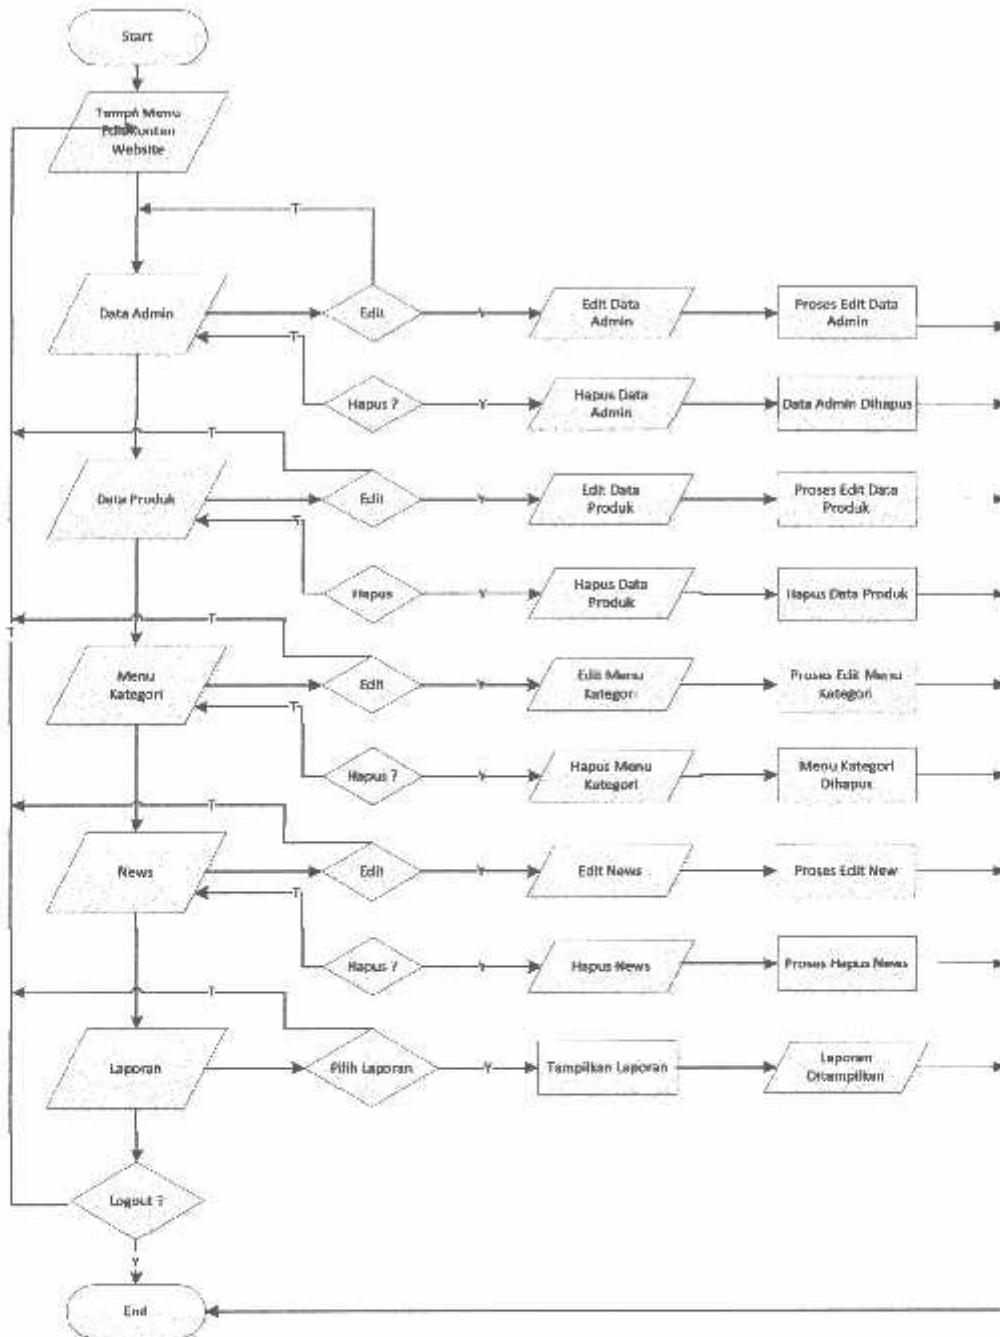 Start
Tampil Menu
Edit Konten
Website
T
Data Admin
Edit
Y
Edit Data
Admin
Proses Edit Data
Admin
T
Hapus ?
Y
Hapus Data
Admin
Data Admin Dihapus
T
Data Produk
Edit
Y
Edit Data
Produk
Proses Edit Data
Produk
T
Hapus
Y
Hapus Data
Produk
Hapus Data Produk
T
T
Menu
Kategori
Edit
Y
Edit Menu
Kategori
Proses Edit Menu
Kategori
T
Hapus ?
Y
Hapus Menu
Kategori
Menu Kategori
Dihapus
T
News
Edit
Y
Edit News
Proses Edit New
T
Hapus ?
Y
Hapus News
Proses Hapus News
T
Laporan
Pilih Laporan
Y
Tampilkan Laporan
Laporan
Ditampilkan
Logout ?
Y
End